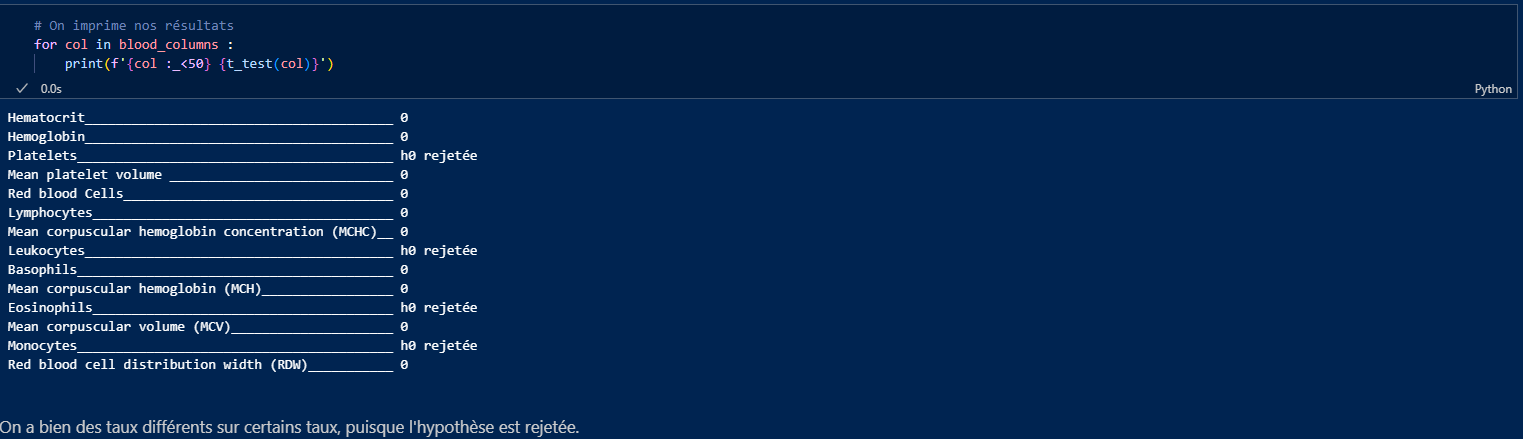 # On imprime nos résultats
for col in blood_columns :
    print(f'{col :_<50} {t_test(col)}')
0.0s
Python
Hematocrit________________________________________ 0
Hemoglobin________________________________________ 0
Platelets_________________________________________ h0 rejetée
Mean platelet volume _____________________________ 0
Red blood Cells___________________________________ 0
Lymphocytes_______________________________________ 0
Mean corpuscular hemoglobin concentration (MCHC)__ 0
Leukocytes________________________________________ h0 rejetée
Basophils_________________________________________ 0
Mean corpuscular hemoglobin (MCH)_________________ 0
Eosinophils_______________________________________ h0 rejetée
Mean corpuscular volume (MCV)_____________________ 0
Monocytes_________________________________________ h0 rejetée
Red blood cell distribution width (RDW)___________ 0
On a bien des taux différents sur certains taux, puisque l'hypothèse est rejetée.